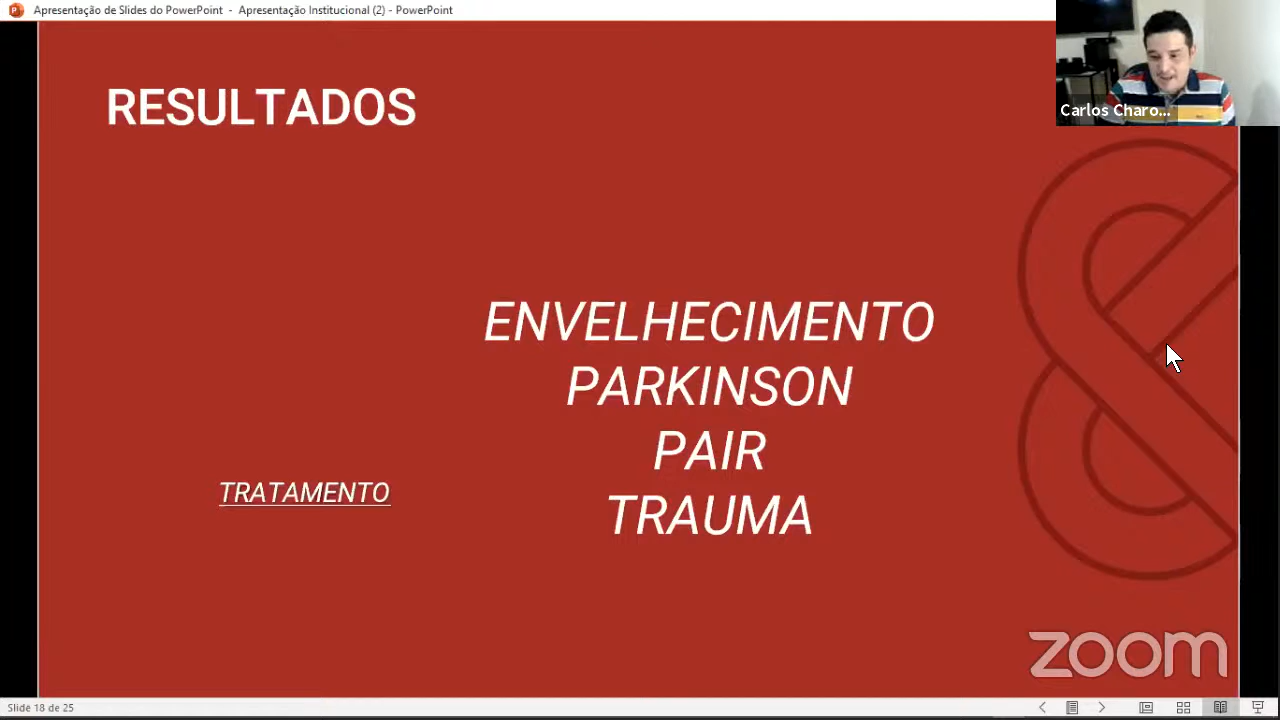 Apresentação de Slides do PowerPoint - Apresentação Institucional (2) - PowerPoint
Carlos Charo...
RESULTADOS
ENVELHECIMENTO
PARKINSON
PAIR
TRAUMA
TRATAMENTO
zoom
Slide 18 de 25